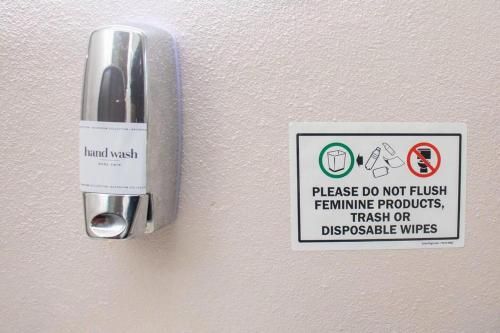 hand wash
PLEASE DO NOT FLUSH
FEMININE PRODUCTS,
TRASH OR
DISPOSABLE WIPES